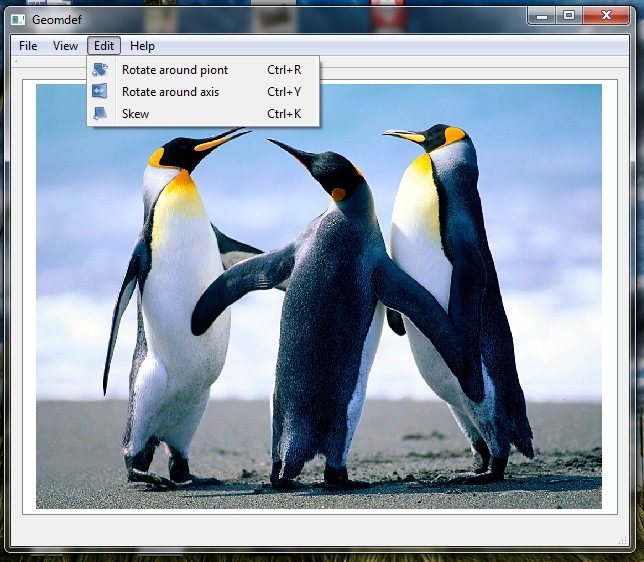 Geomdef
File View Edit Help
Rotate around piont Ctrl+R
Rotate around axis Ctrl+Y
Skew Ctrl+K